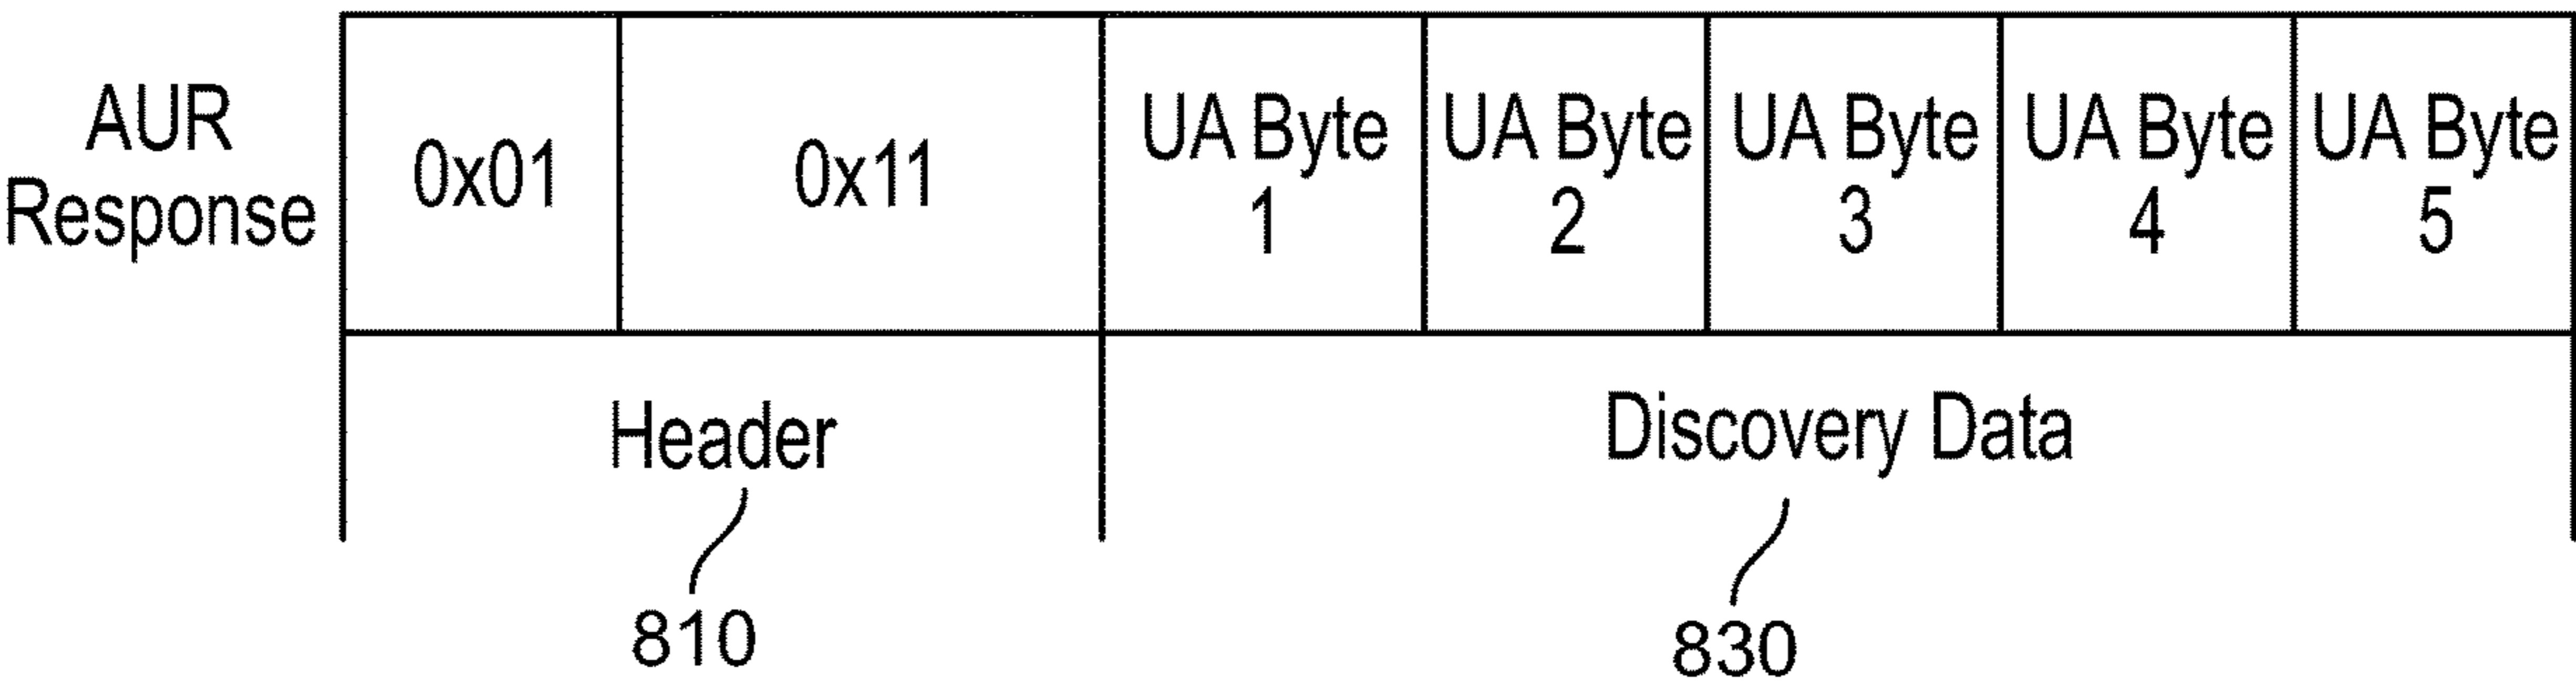 AUR
Response
0x01
0x11
UA Byte
1
UA Byte
2
UA Byte
3
UA Byte
4
UA Byte
5
Header
Discovery Data
810
830